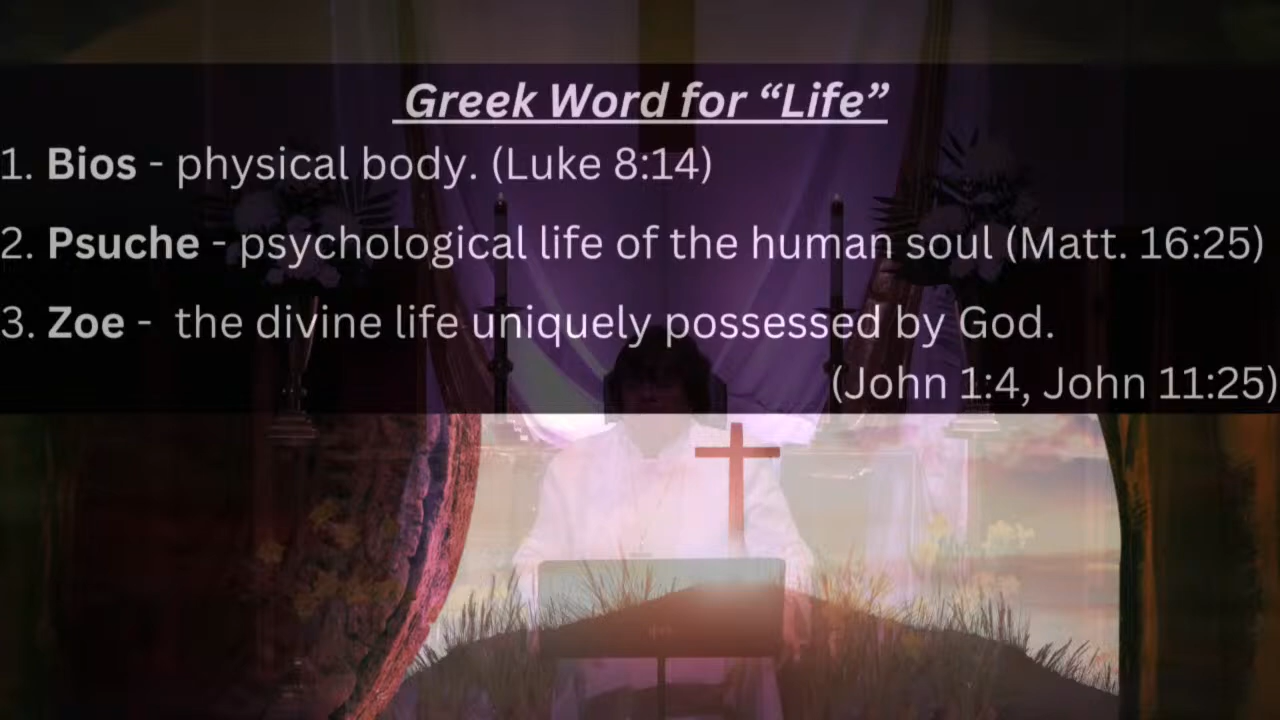 Greek Word for “Life”
1. Bios - physical body. (Luke 8:14)
2. Psuche - psychological life of the human soul (Matt. 16:25)
3. Zoe - the divine life uniquely possessed by God.
(John 1:4, John 11:25)